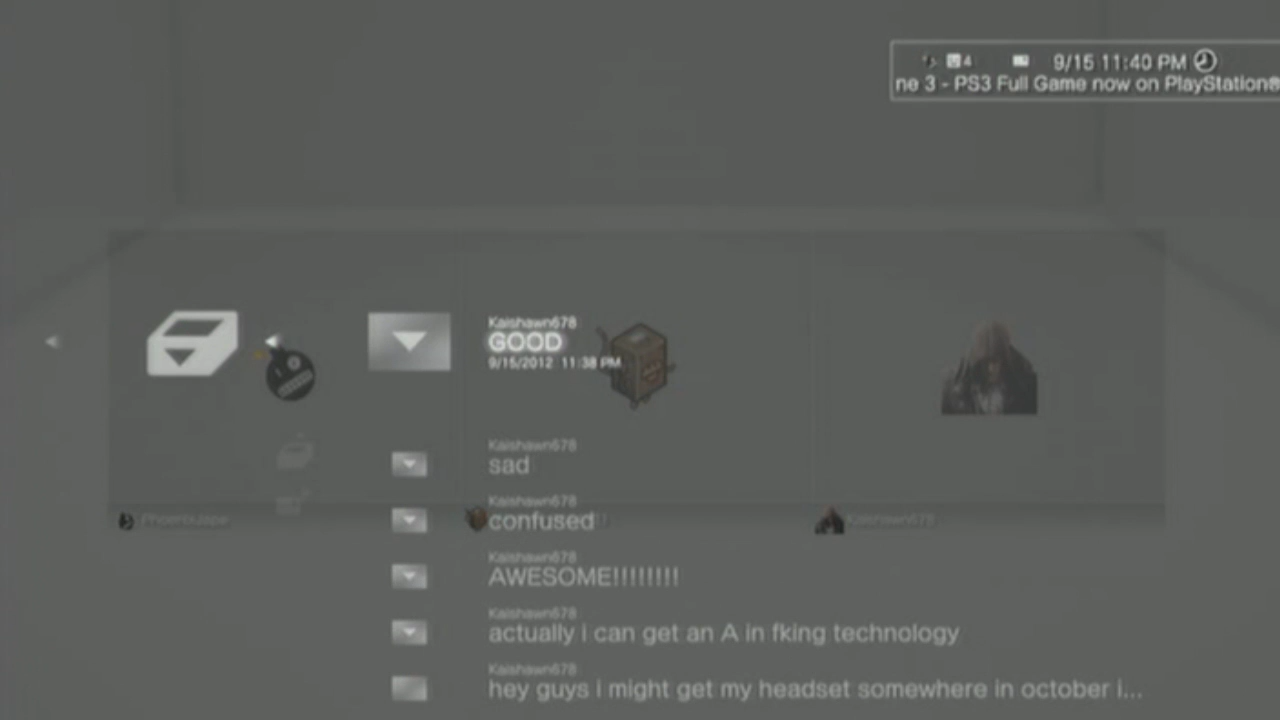 4 9/15 11:40 PM
ne 3 - PS3 Full Game now on PlayStation®
Kaishawn678
GOOD
9/15/2012 11:38 PM
Kaishawn678
sad
Kaishawn678
confused!!
Kaishawn678
AWESOME!!!!!!!!!
Kaishawn678
actually i can get an A in fking technology
Kaishawn678
hey guys i might get my headset somewhere in october i...
Kaishawn678